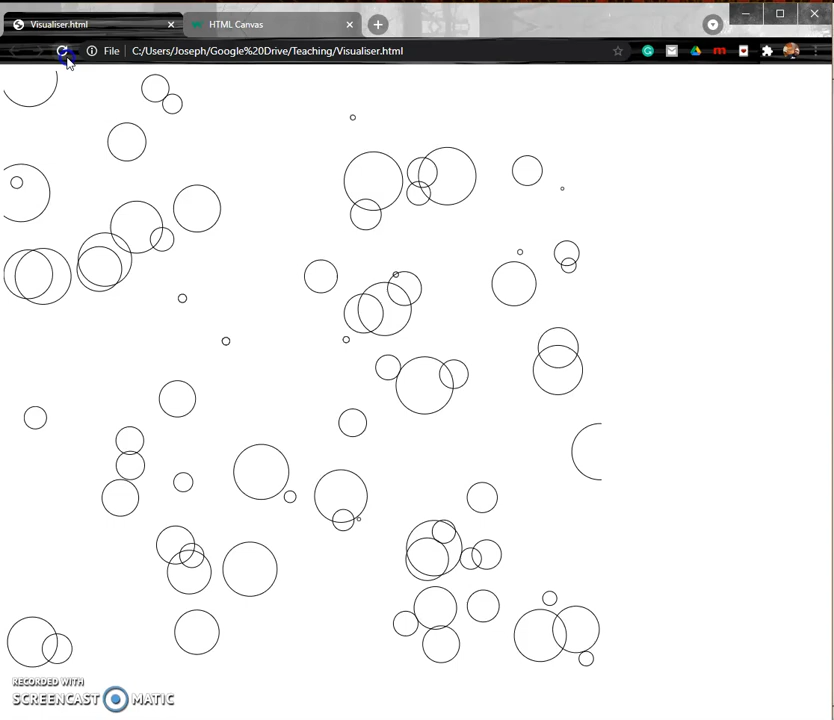 Visualiser.html
HTML Canvas
File
C:/Users/Joseph/Google%20Drive/Teaching/Visualiser.html
RECORDED WITH
SCREENCAST MATIC